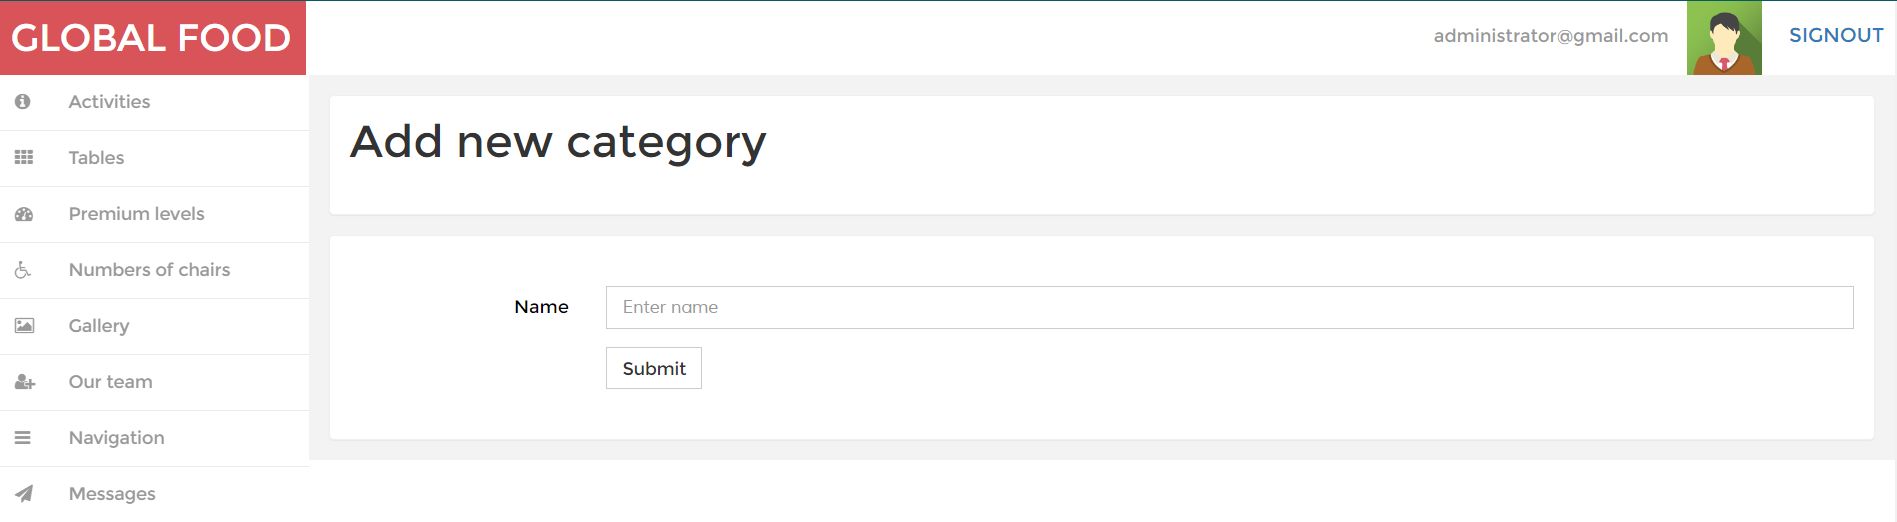 GLOBAL FOOD
administrator@gmail.com
SIGNOUT
Activities
Tables
Premium levels
Numbers of chairs
Gallery
Our team
Navigation
Messages
Add new category
Name
Enter name
Submit